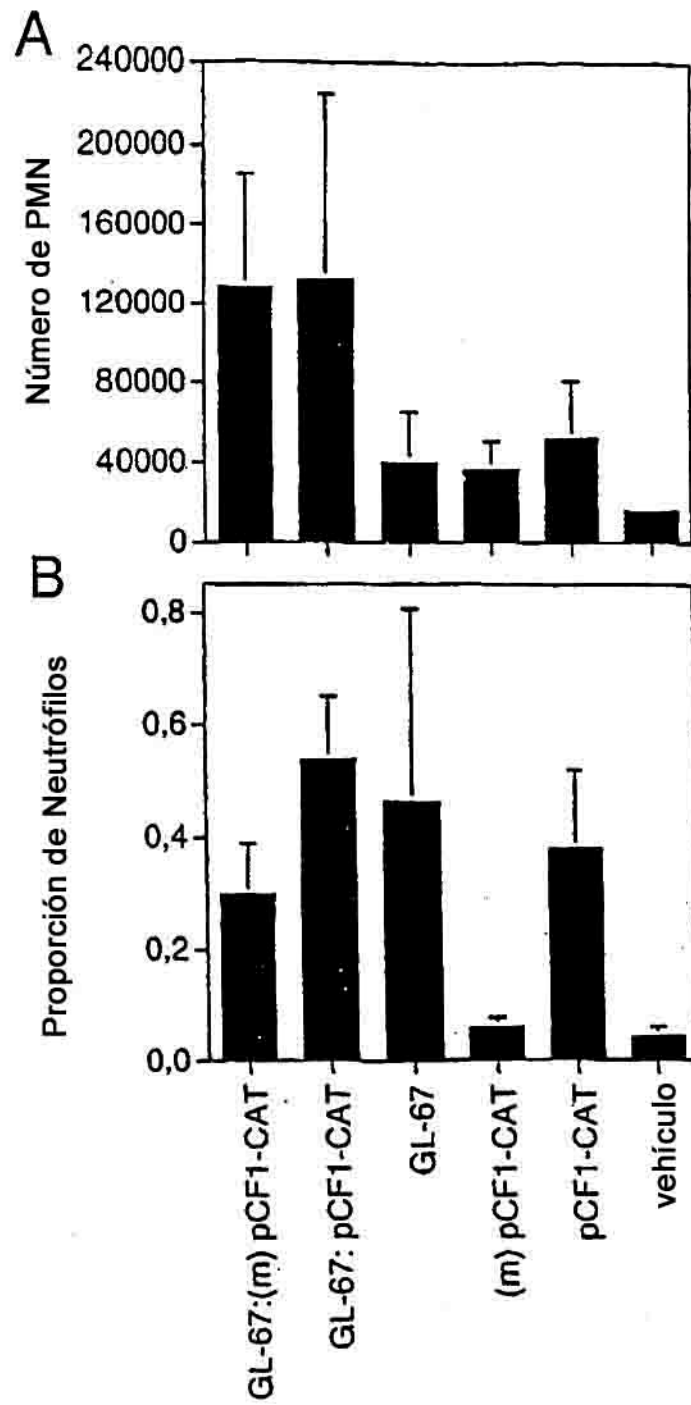 A
240000
200000
160000
120000
80000
40000
0
Número de PMN
B
0,8
0,6
0,4
0,2
0,0
Proporción de Neutrófilos
GL-67:(m) pCF1-CAT
GL-67: pCF1-CAT
GL-67
(m) pCF1-CAT
pCF1-CAT
vehículo